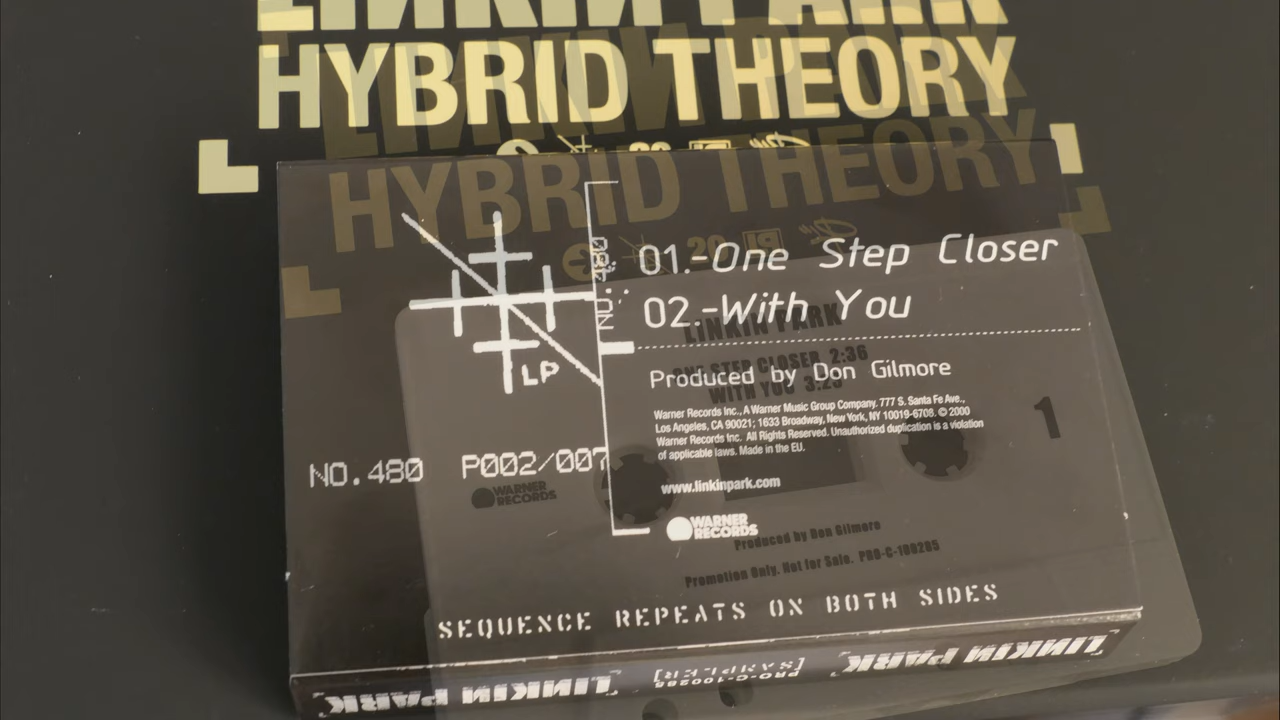 LINKIN PARK
HYBRID THEORY
HYBRID THEORY
20
NO.480
01.-One Step Closer
02.-With You
LINKIN PARK
ONE STEP CLOSER 2:36
WITH YOU 3:23
LP
Produced by Don Gilmore
Warner Records Inc., A Warner Music Group Company. 777 S. Santa Fe Ave.,
Los Angeles, CA 90021; 1633 Broadway, New York, NY 10019-6708. © 2000
Warner Records Inc. All Rights Reserved. Unauthorized duplication is a violation
of applicable laws. Made in the EU.
1
NO.480 P002/007
WARNER
RECORDS
www.linkinpark.com
WARNER
RECORDS
Produced by Don Gilmore
Promotion Only. Not for Sale. PRO-C-100285
SEQUENCE REPEATS ON BOTH SIDES
LINKIN PARK
[SAMPLER]
LINKIN PARK